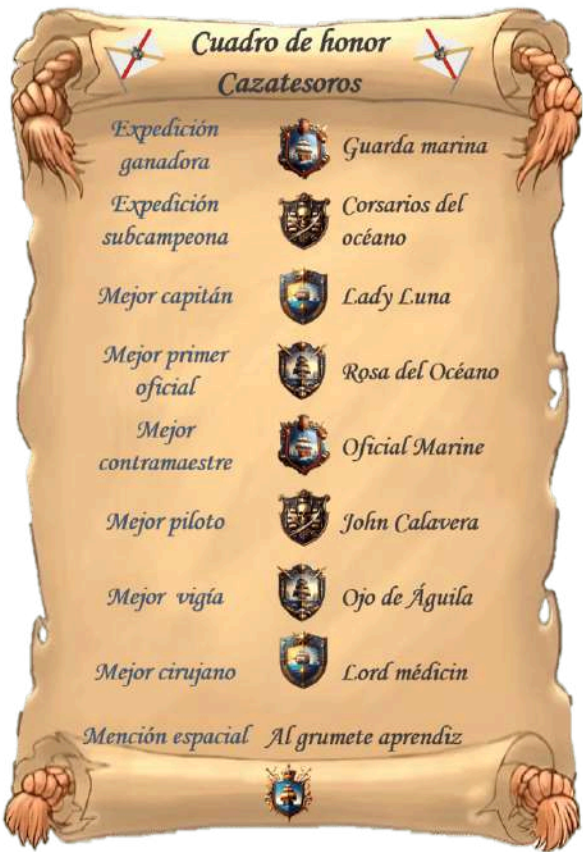 Cuadro de honor
Cazatesoros
Expedición
ganadora
Guarda marina
Expedición
subcampeona
Corsarios del
océano
Mejor capitán
Lady Luna
Mejor primer
oficial
Rosa del Océano
Mejor
contramaestre
Oficial Marine
Mejor piloto
John Calavera
Mejor vigía
Ojo de Águila
Mejor cirujano
Lord médicin
Mención espacial Al grumete aprendiz